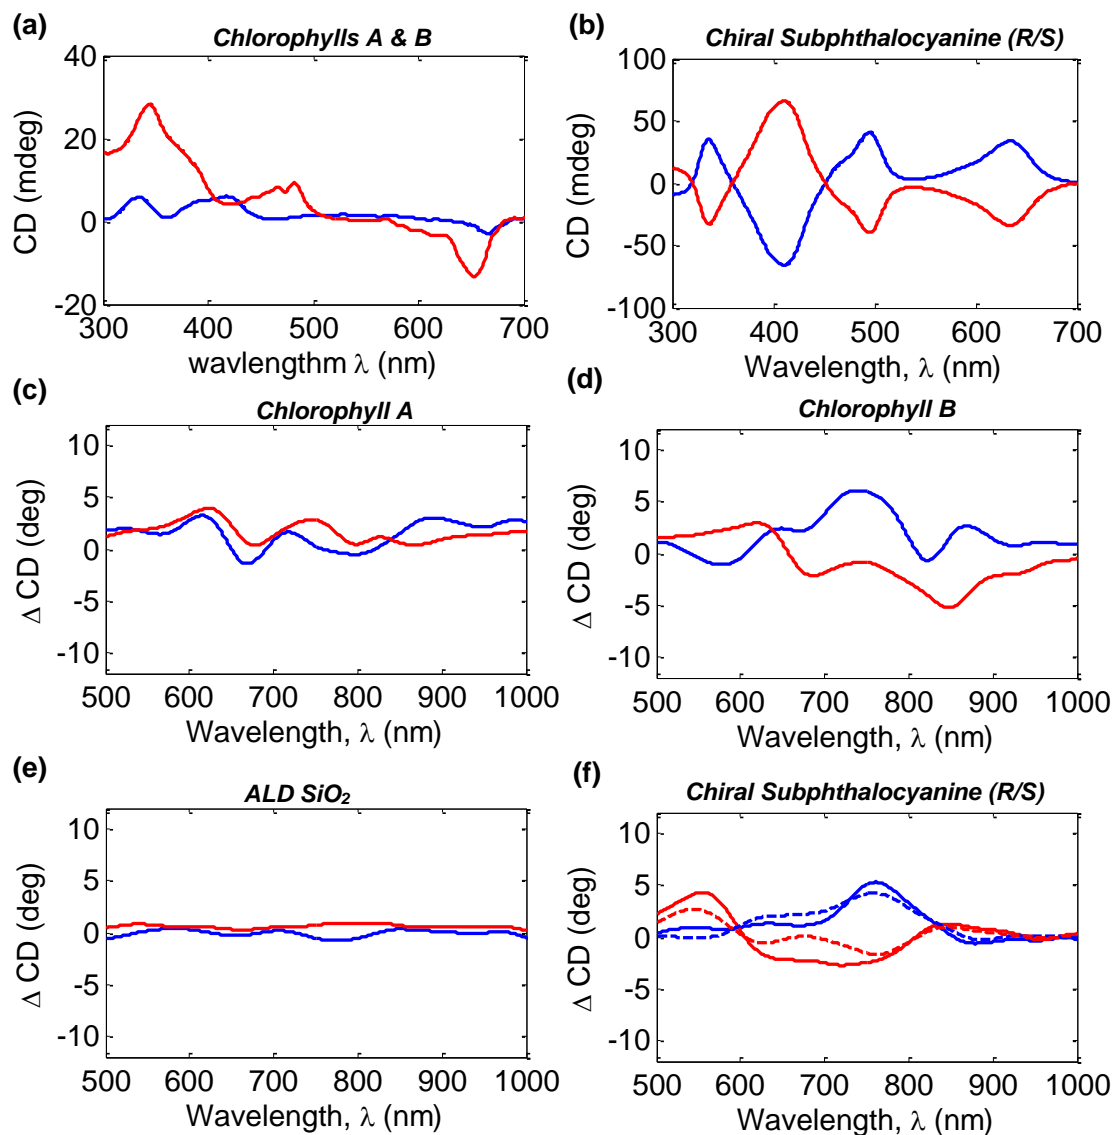 (a)
Chlorophylls A & B
40
20
0
-20
CD (mdeg)
300 400 500 600 700
wavlengthm λ (nm)
(b)
Chiral Subphthalocyanine (R/S)
100
50
0
-50
-100
CD (mdeg)
300 400 500 600 700
Wavelength, λ (nm)
(c)
Chlorophyll A
10
5
0
-5
-10
Δ CD (deg)
500 600 700 800 900 1000
Wavelength, λ (nm)
(d)
Chlorophyll B
10
5
0
-5
-10
Δ CD (deg)
500 600 700 800 900 1000
Wavelength, λ (nm)
(e)
ALD SiO₂
10
5
0
-5
-10
Δ CD (deg)
500 600 700 800 900 1000
Wavelength, λ (nm)
(f)
Chiral Subphthalocyanine (R/S)
10
5
0
-5
-10
Δ CD (deg)
500 600 700 800 900 1000
Wavelength, λ (nm)